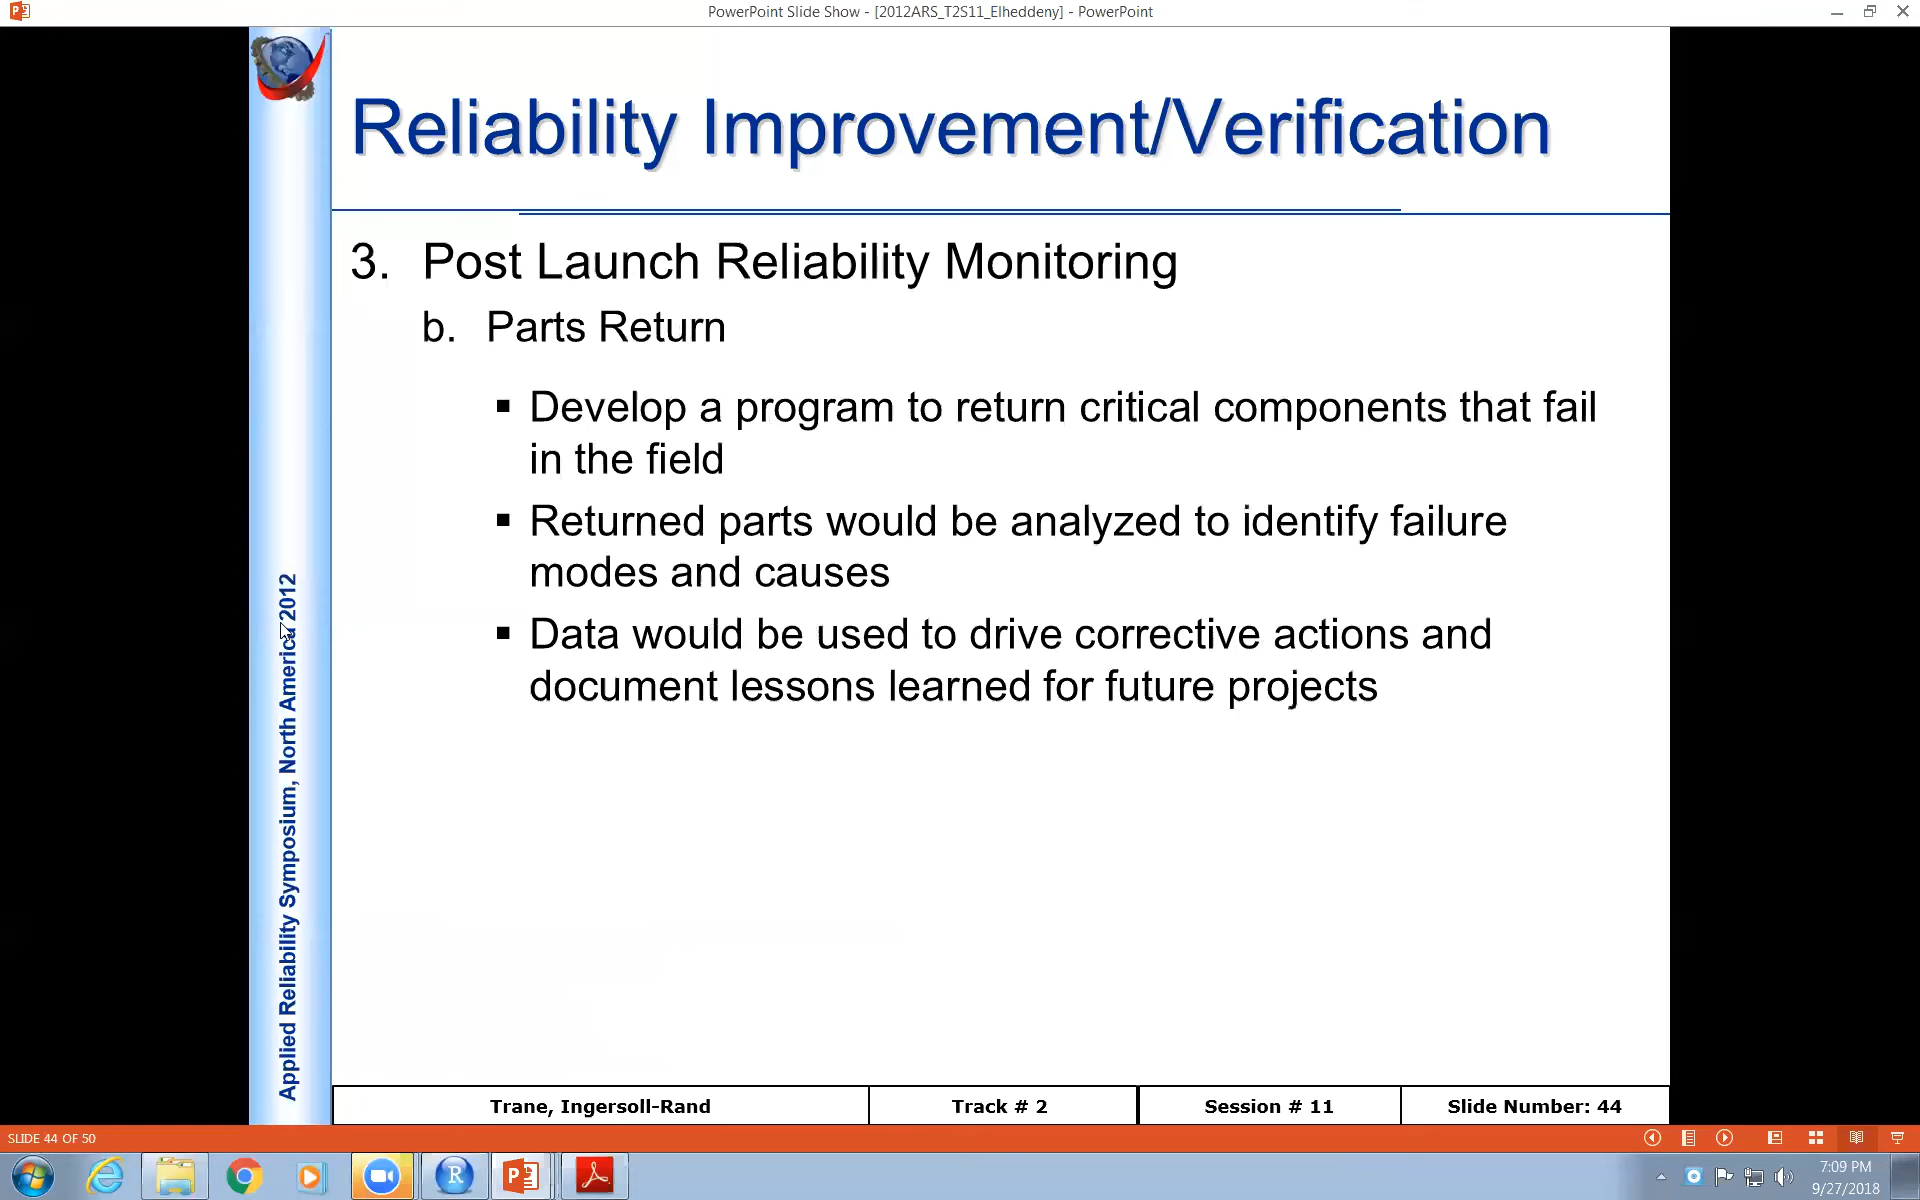 PowerPoint Slide Show - [2012ARS_T2S11_Elheddeny] - PowerPoint
Reliability Improvement/Verification
3. Post Launch Reliability Monitoring
b. Parts Return
▪ Develop a program to return critical components that fail
in the field
▪ Returned parts would be analyzed to identify failure
modes and causes
▪ Data would be used to drive corrective actions and
document lessons learned for future projects
Applied Reliability Symposium, North America 2012
Trane, Ingersoll-Rand
Track # 2
Session # 11
Slide Number: 44
SLIDE 44 OF 50
7:09 PM
9/27/2018